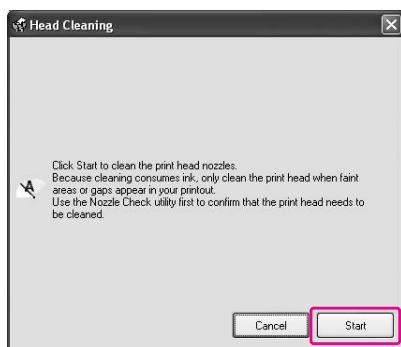 Head Cleaning
Click Start to clean the print head nozzles.
Because cleaning consumes ink, only clean the print head when faint
areas or gaps appear in your printout.
Use the Nozzle Check utility first to confirm that the print head needs to
be cleaned.
A
Cancel Start